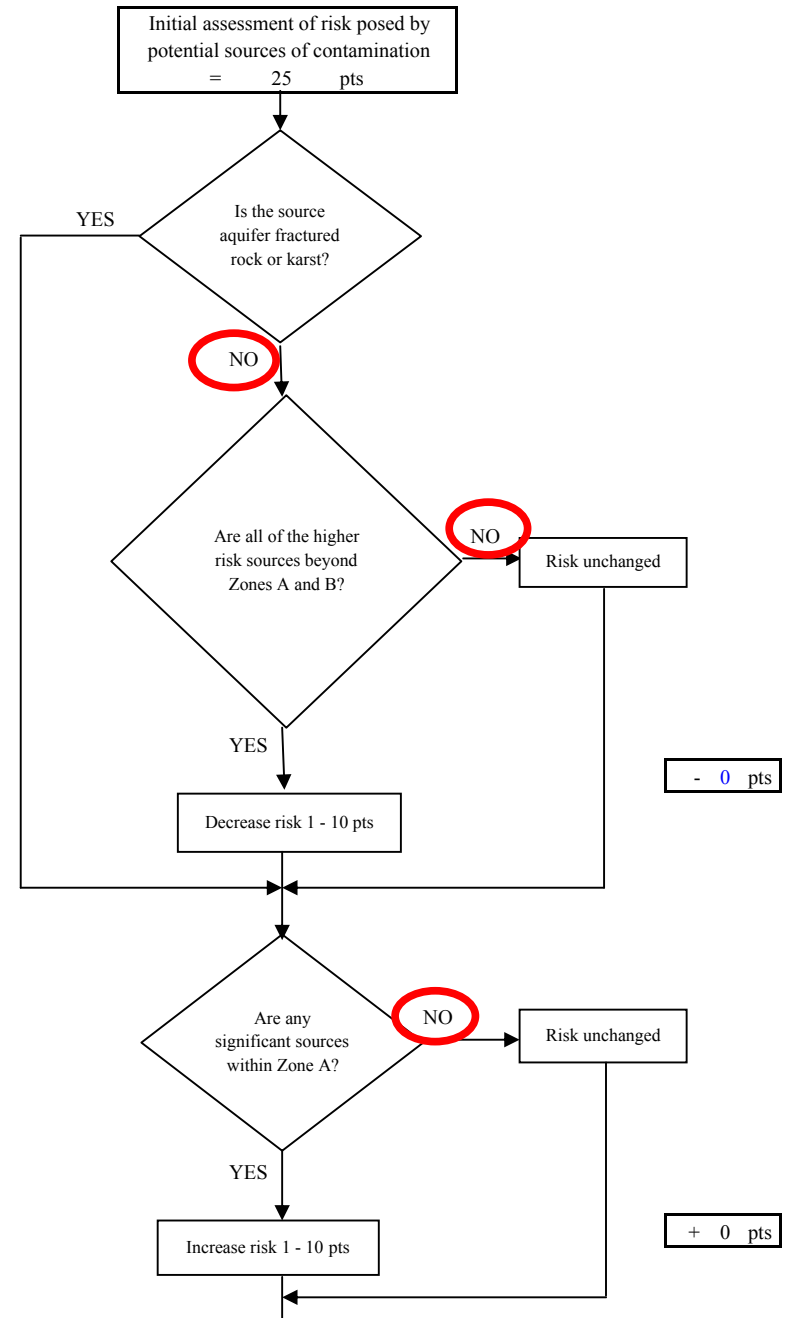 Initial assessment of risk posed by
potential sources of contamination
= 25 pts
Is the source
aquifer fractured
rock or karst?
YES
NO
Are all of the higher
risk sources beyond
Zones A and B?
NO
Risk unchanged
YES
- 0 pts
Decrease risk 1 - 10 pts
Are any
significant sources
within Zone A?
NO
Risk unchanged
YES
+ 0 pts
Increase risk 1 - 10 pts